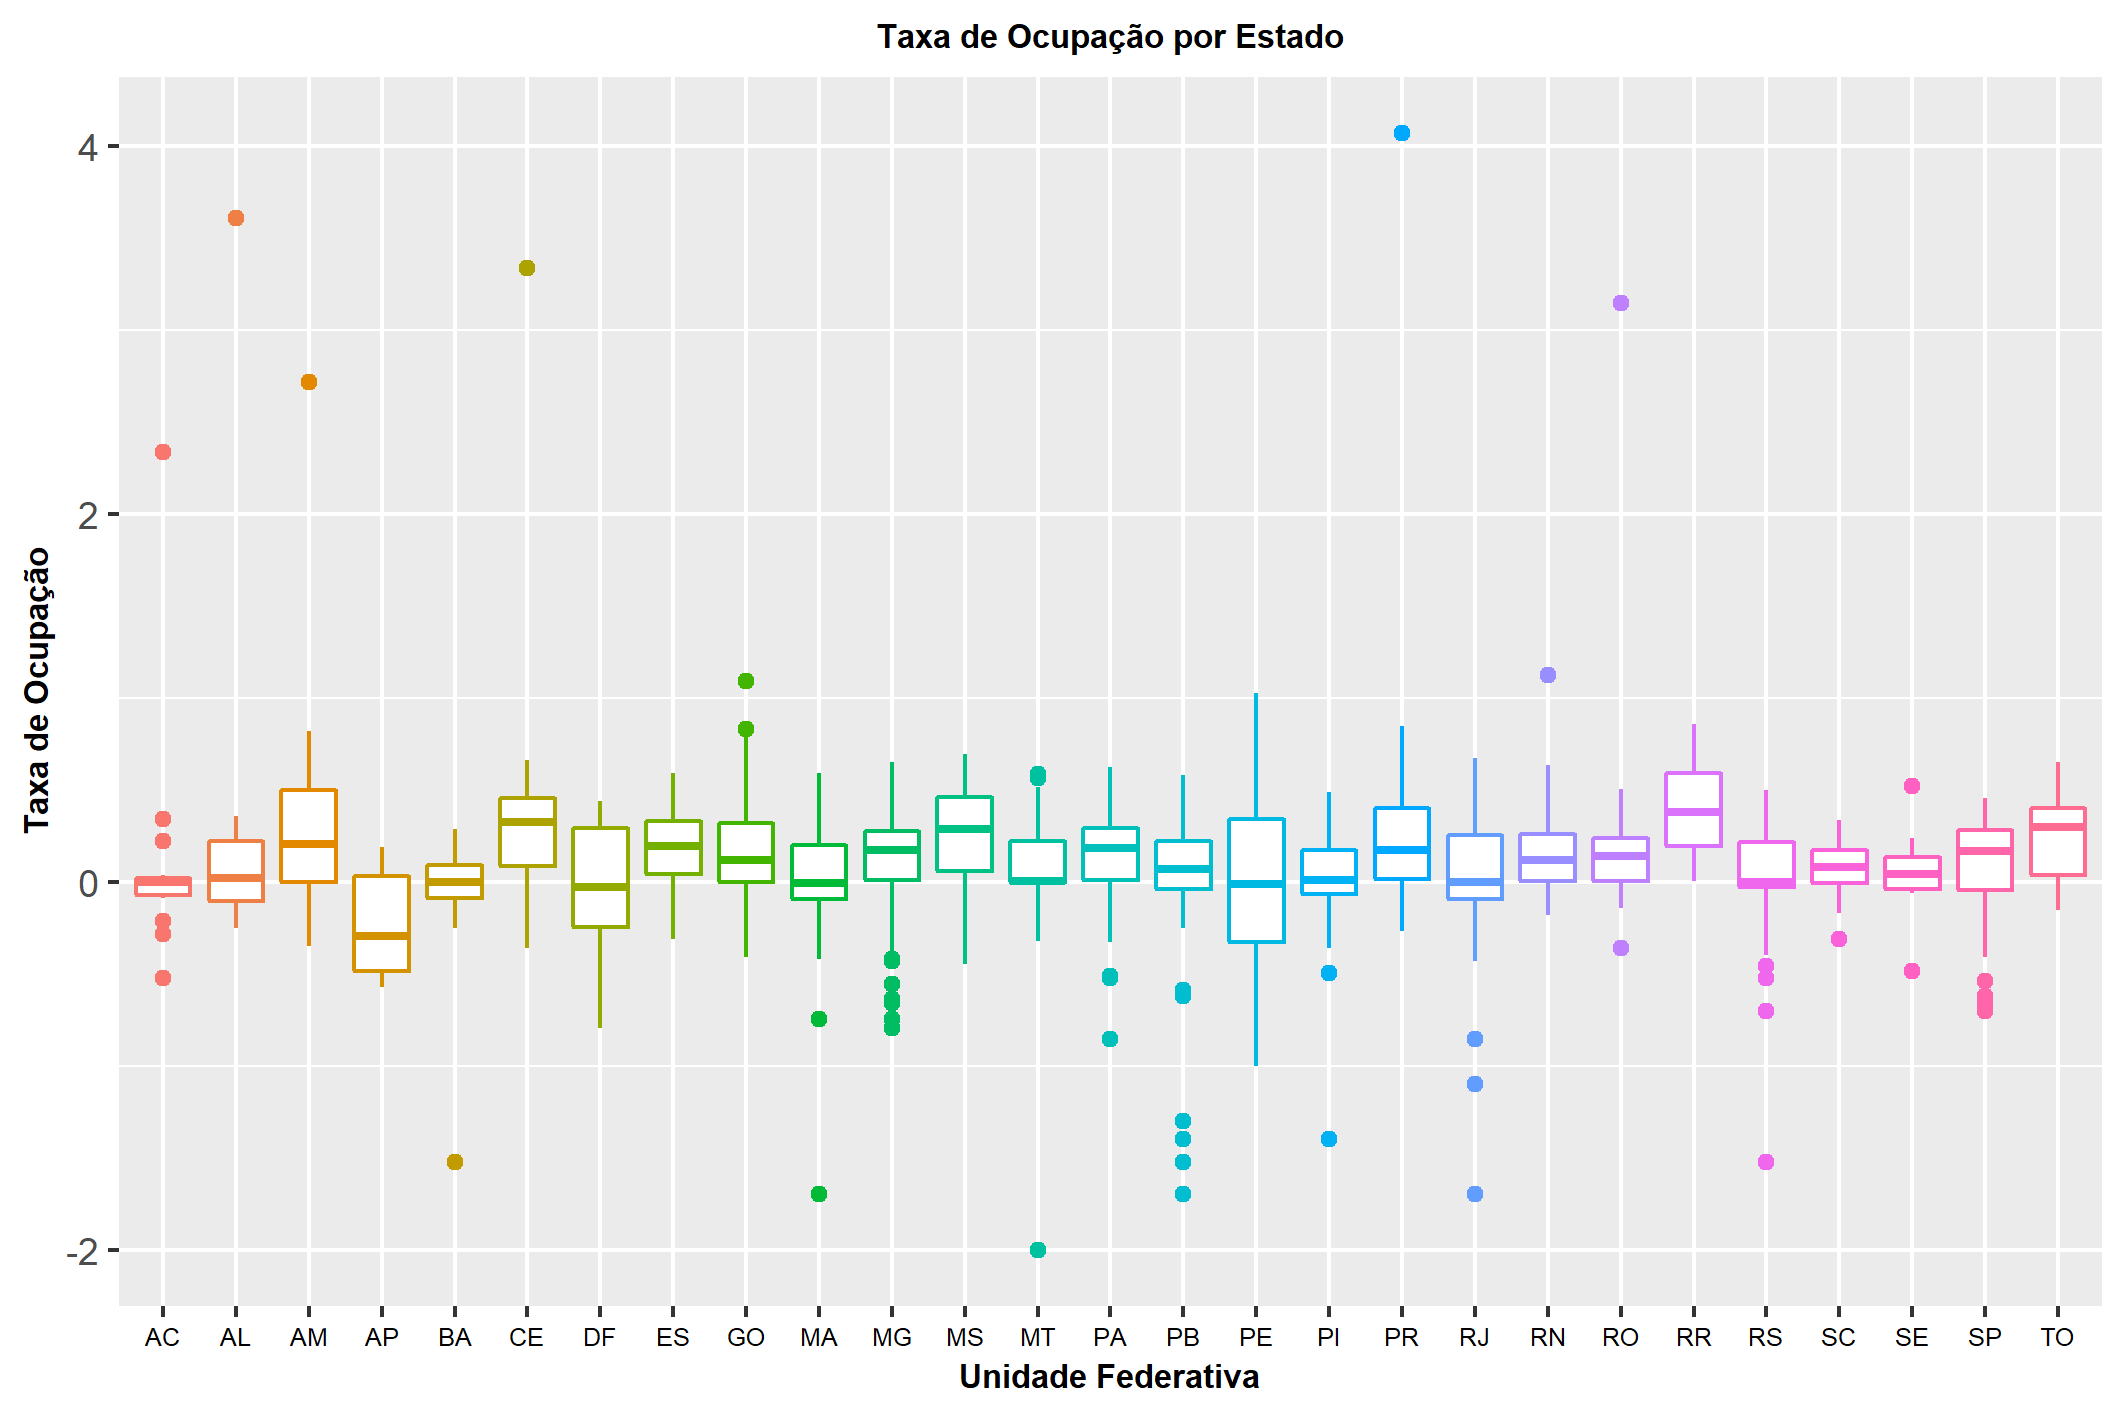 Taxa de Ocupação por Estado
Taxa de Ocupação
4
2
0
-2
AC AL AM AP BA CE DF ES GO MA MG MS MT PA PB PE PI PR RJ RN RO RR RS SC SE SP TO
Unidade Federativa